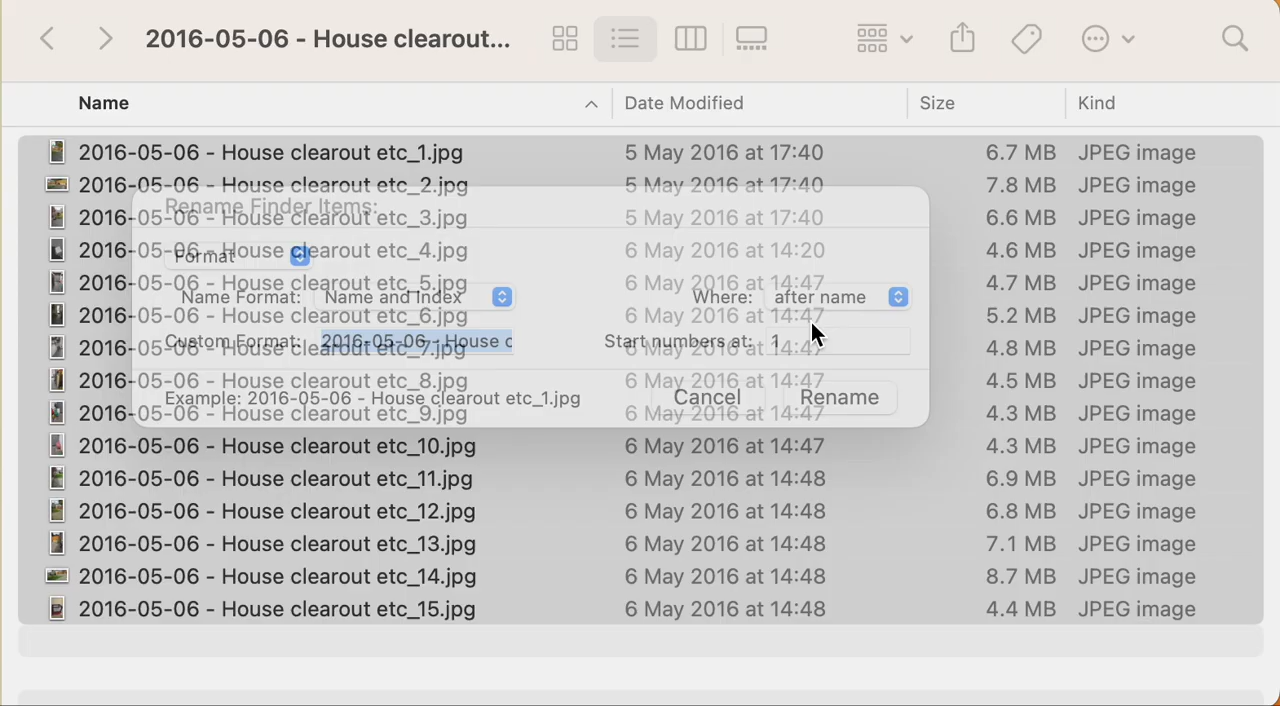 2016-05-06 - House clearout...
Name
Date Modified
Size
Kind
2016-05-06 - House clearout etc_1.jpg 5 May 2016 at 17:40 6.7 MB JPEG image
2016-05-06 - House clearout etc_2.jpg 5 May 2016 at 17:40 7.8 MB JPEG image
2016-05-06 - House clearout etc_3.jpg 5 May 2016 at 17:40 6.6 MB JPEG image
2016-05-06 - House clearout etc_4.jpg 6 May 2016 at 14:20 4.6 MB JPEG image
2016-05-06 - House clearout etc_5.jpg 6 May 2016 at 14:47 4.7 MB JPEG image
2016-05-06 - House clearout etc_6.jpg 6 May 2016 at 14:47 5.2 MB JPEG image
2016-05-06 - House clearout etc_7.jpg 6 May 2016 at 14:47 4.8 MB JPEG image
2016-05-06 - House clearout etc_8.jpg 6 May 2016 at 14:47 4.5 MB JPEG image
2016-05-06 - House clearout etc_9.jpg 6 May 2016 at 14:47 4.3 MB JPEG image
2016-05-06 - House clearout etc_10.jpg 6 May 2016 at 14:47 4.3 MB JPEG image
2016-05-06 - House clearout etc_11.jpg 6 May 2016 at 14:48 6.9 MB JPEG image
2016-05-06 - House clearout etc_12.jpg 6 May 2016 at 14:48 6.8 MB JPEG image
2016-05-06 - House clearout etc_13.jpg 6 May 2016 at 14:48 7.1 MB JPEG image
2016-05-06 - House clearout etc_14.jpg 6 May 2016 at 14:48 8.7 MB JPEG image
2016-05-06 - House clearout etc_15.jpg 6 May 2016 at 14:48 4.4 MB JPEG image
Rename Finder Items:
Format
Name Format: Name and Index
Where: after name
Custom Format: 2016-05-06 - House c
Start numbers at: 1
Example: 2016-05-06 - House clearout etc_1.jpg
Cancel
Rename